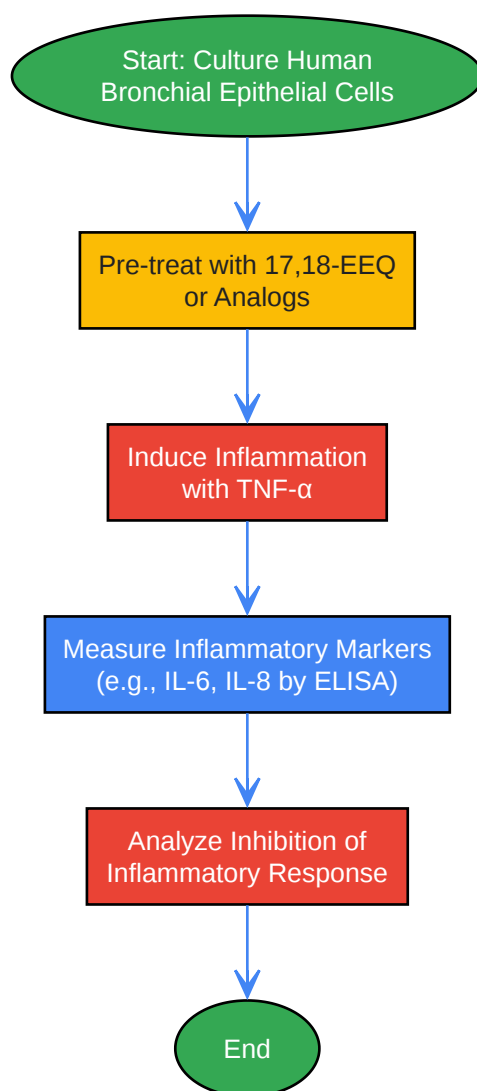 Start: Culture Human
Bronchial Epithelial Cells
Pre-treat with 17,18-EEQ
or Analogs
Induce Inflammation
with TNF-α
Measure Inflammatory Markers
(e.g., IL-6, IL-8 by ELISA)
Analyze Inhibition of
Inflammatory Response
End